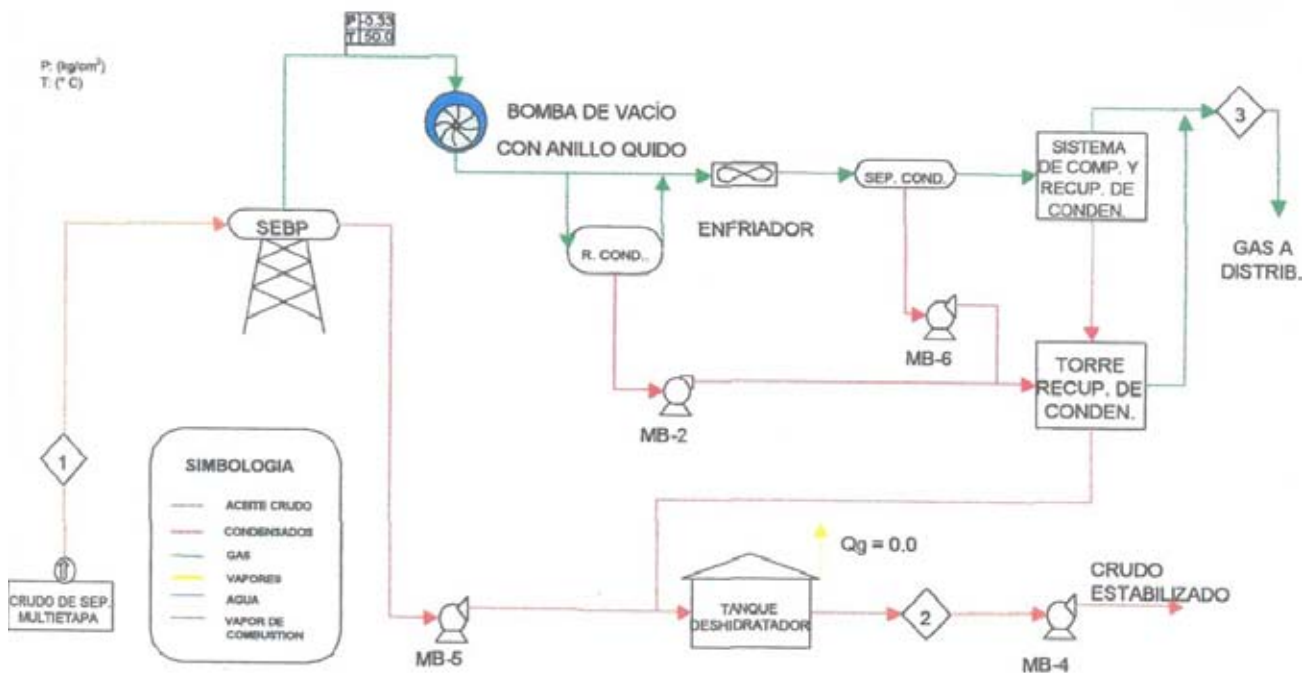 P -0.33
T 50.0
P: (kg/cm²)
T: (° C)
BOMBA DE VACÍO
CON ANILLO QUIDO
SEBP
R. COND..
ENFRIADOR
SEP. COND.
SISTEMA
DE COMP. Y
RECUP. DE
CONDEN.
3
GAS A
DISTRIB.
MB-6
MB-2
TORRE
RECUP. DE
CONDEN.
1
CRUDO DE SEP.
MULTIETAPA
SIMBOLOGIA
ACEITE CRUDO
CONDENSADOS
GAS
VAPORES
AGUA
VAPOR DE
COMBUSTION
MB-5
Qg = 0.0
TANQUE
DESHIDRATADOR
2
MB-4
CRUDO
ESTABILIZADO